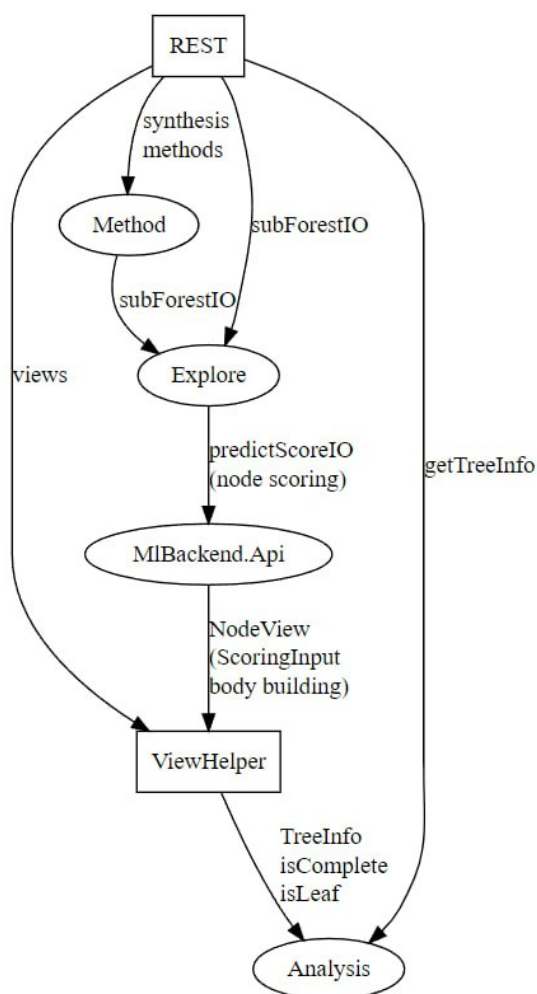 REST
synthesis
methods
Method
subForestIO
subForestIO
Explore
views
predictScoreIO
(node scoring)
getTreeInfo
MlBackend.Api
NodeView
(ScoringInput
body building)
ViewHelper
TreeInfo
isComplete
isLeaf
Analysis